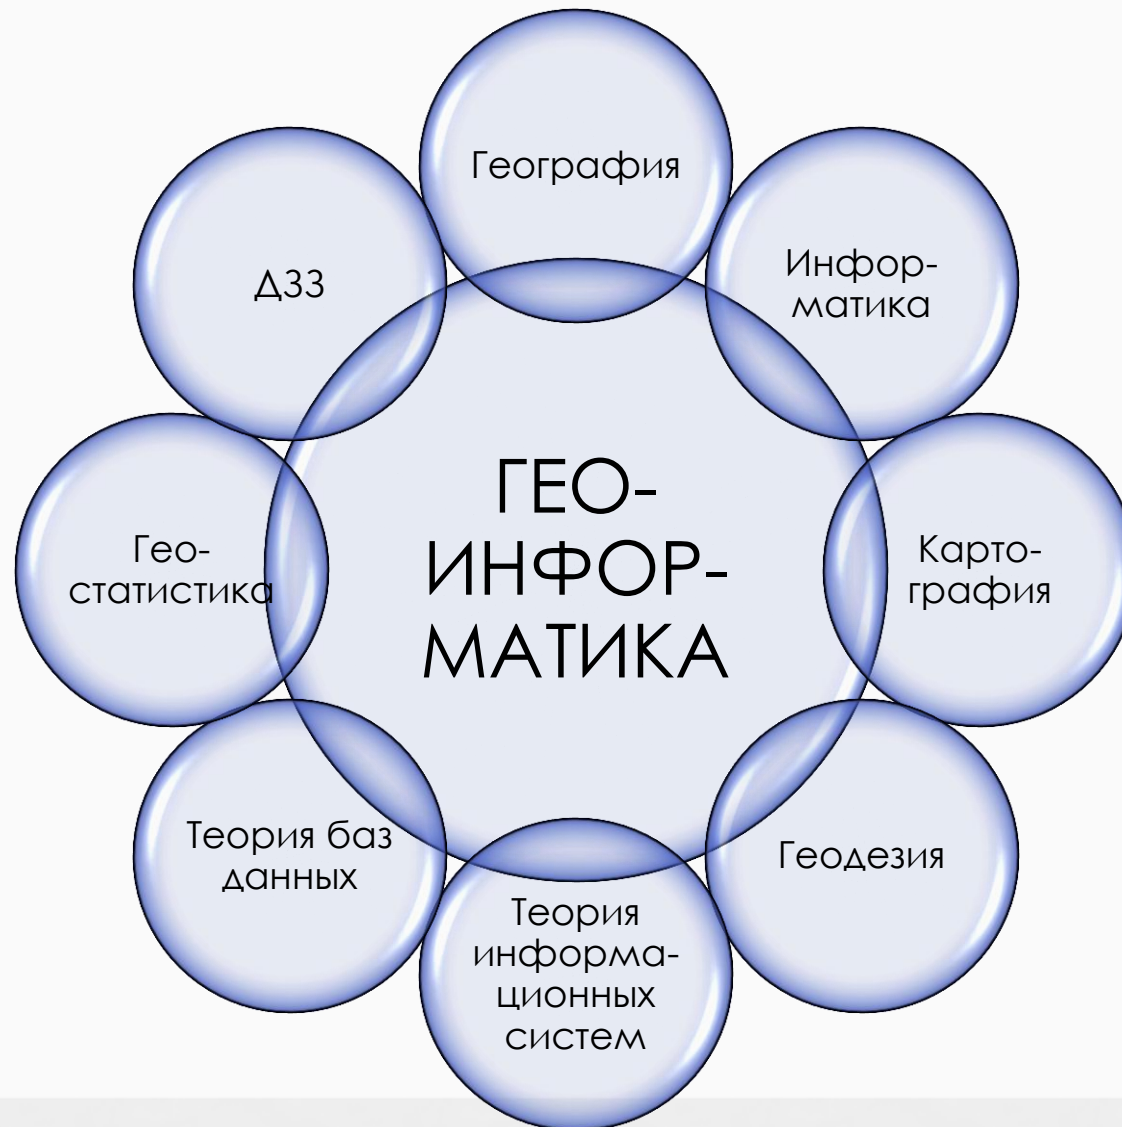 География
Инфор-
матика
Карто-
графия
Геодезия
Теория
информа-
ционных
систем
Теория баз
данных
Гео-
статистика
ДЗЗ
ГЕО-
ИНФОР-
МАТИКА